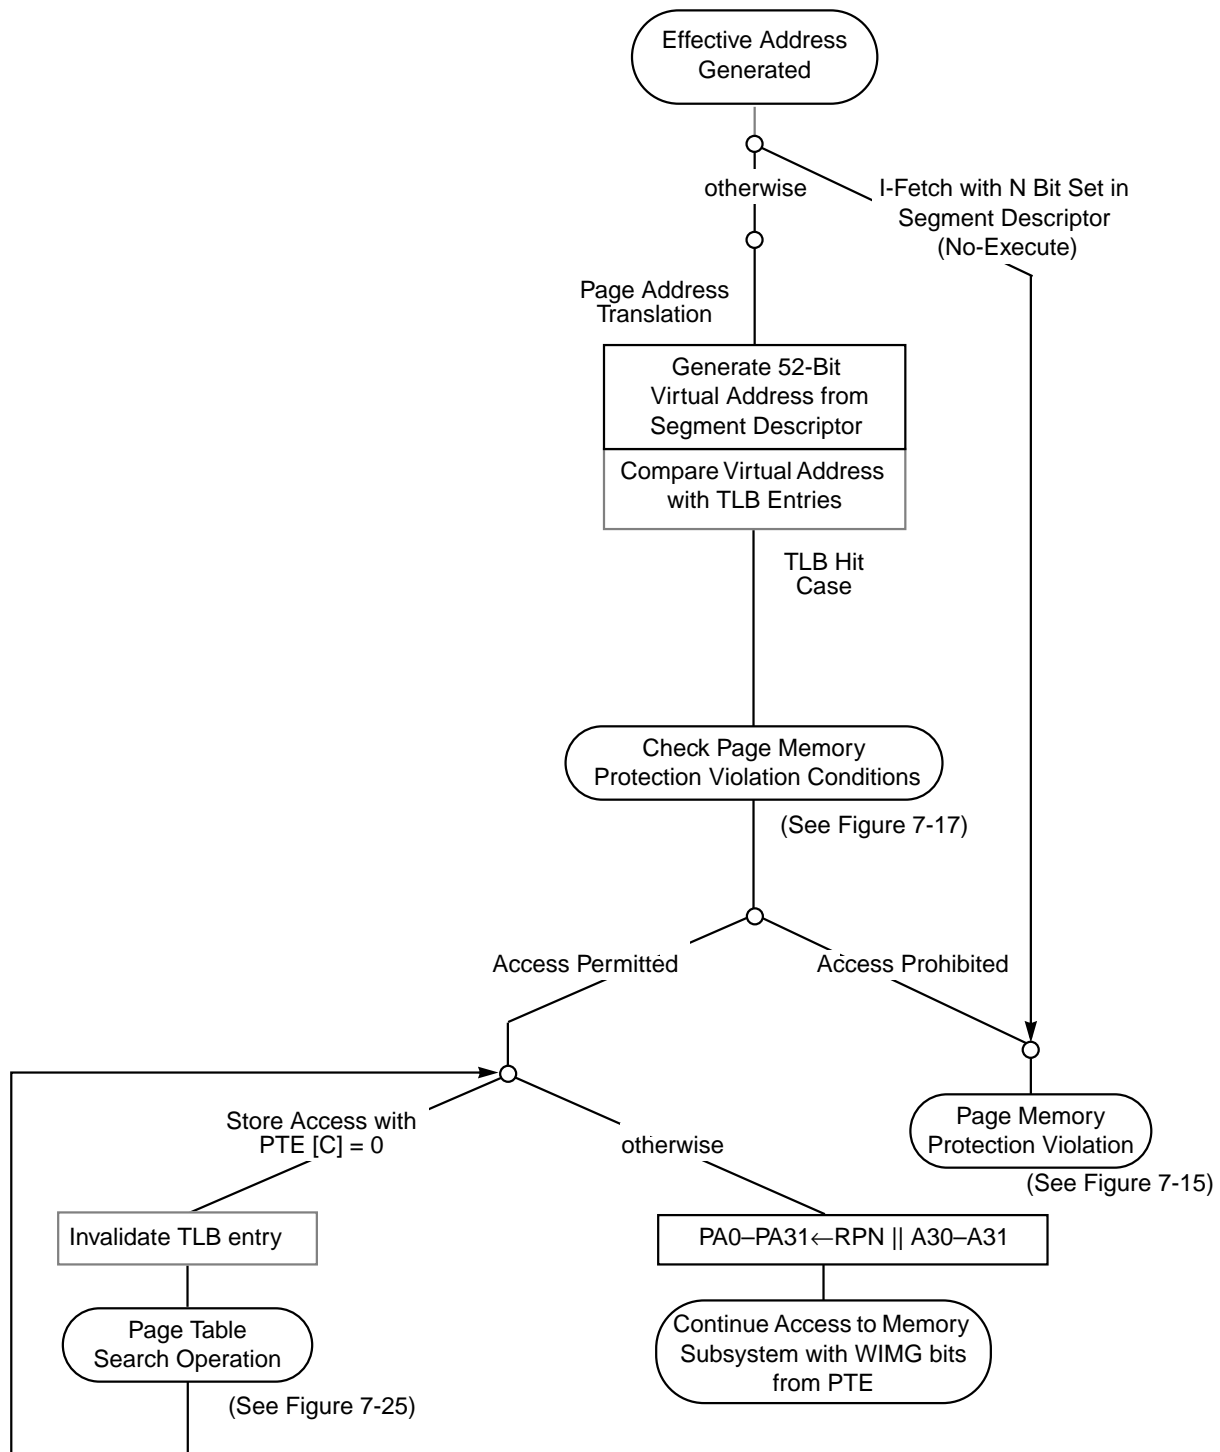 Effective Address
Generated
otherwise
I-Fetch with N Bit Set in
Segment Descriptor
(No-Execute)
Page Address
Translation
Generate 52-Bit
Virtual Address from
Segment Descriptor
Compare Virtual Address
with TLB Entries
TLB Hit
Case
Check Page Memory
Protection Violation Conditions
(See Figure 7-17)
Access Permitted
Access Prohibited
Store Access with
PTE [C] = 0
otherwise
Page Memory
Protection Violation
(See Figure 7-15)
Invalidate TLB entry
PA0–PA31←RPN || A30–A31
Page Table
Search Operation
(See Figure 7-25)
Continue Access to Memory
Subsystem with WIMG bits
from PTE